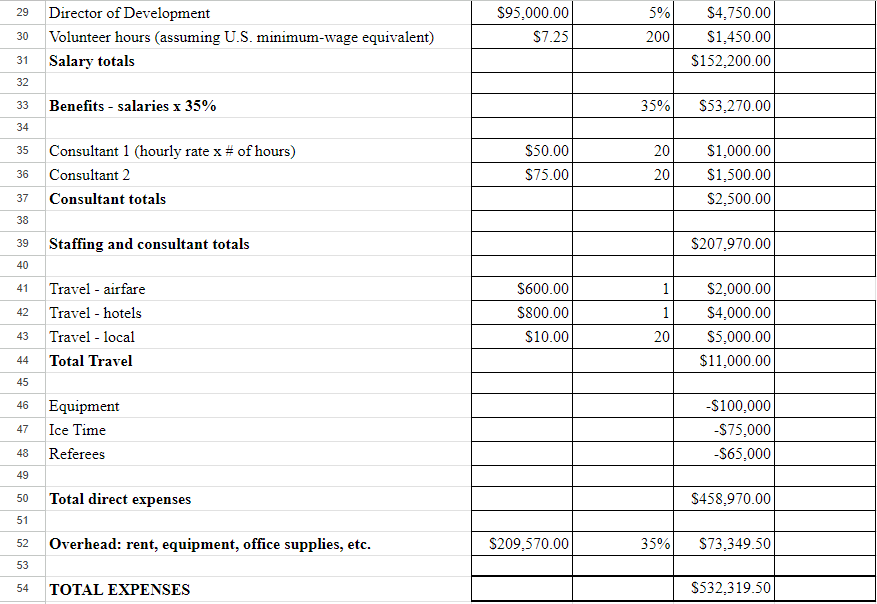 29 Director of Development $95,000.00 5% $4,750.00
30 Volunteer hours (assuming U.S. minimum-wage equivalent) $7.25 200 $1,450.00
31 Salary totals $152,200.00
32
33 Benefits - salaries x 35% 35% $53,270.00
34
35 Consultant 1 (hourly rate x # of hours) $50.00 20 $1,000.00
36 Consultant 2 $75.00 20 $1,500.00
37 Consultant totals $2,500.00
38
39 Staffing and consultant totals $207,970.00
40
41 Travel - airfare $600.00 1 $2,000.00
42 Travel - hotels $800.00 1 $4,000.00
43 Travel - local $10.00 20 $5,000.00
44 Total Travel $11,000.00
45
46 Equipment -$100,000
47 Ice Time -$75,000
48 Referees -$65,000
49
50 Total direct expenses $458,970.00
51
52 Overhead: rent, equipment, office supplies, etc. $209,570.00 35% $73,349.50
53
54 TOTAL EXPENSES $532,319.50